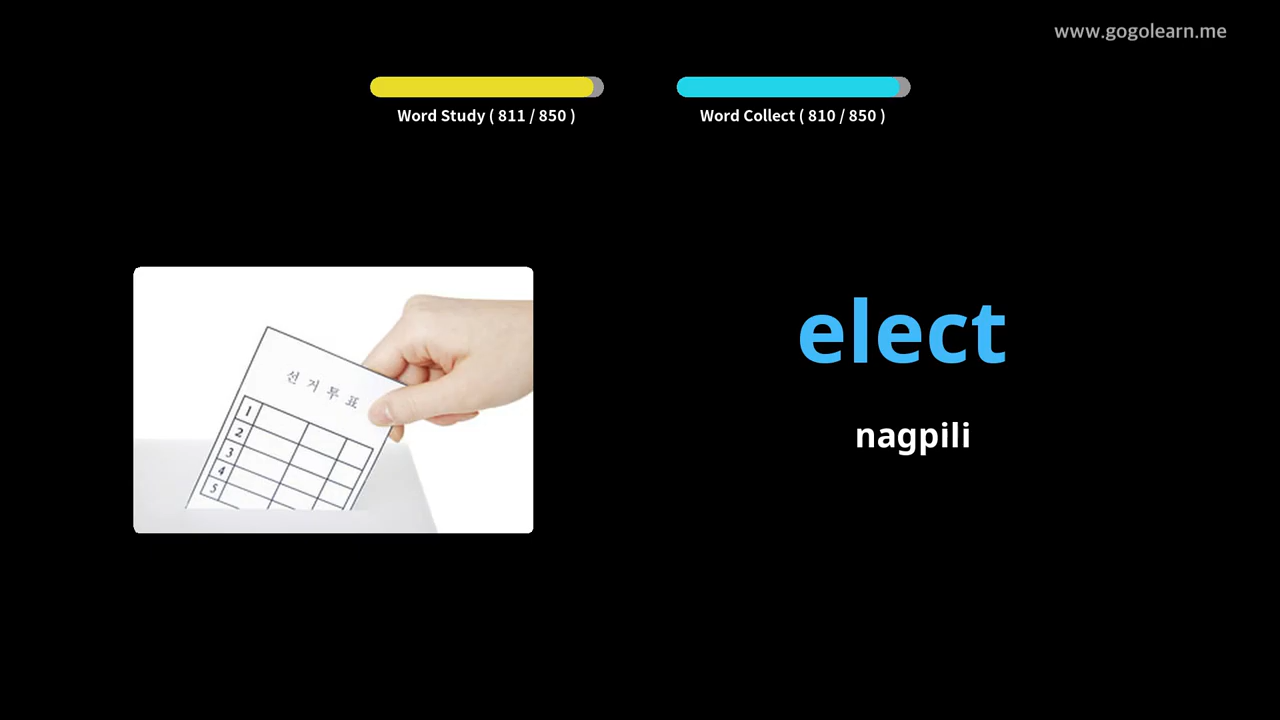 www.gogolearn.me
Word Study ( 811 / 850 )
Word Collect ( 810 / 850 )
선거투표
1
2
3
4
5
elect
nagpili